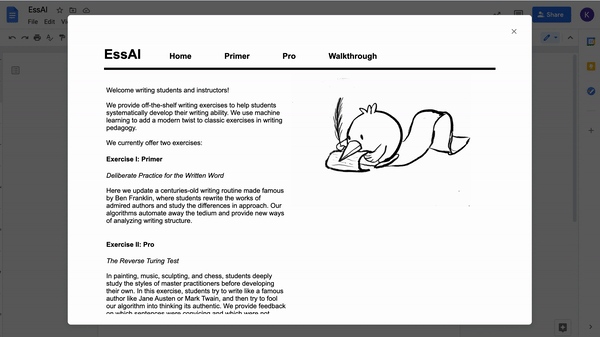 EssAI
File Edit Vi
Share
K
EssAI Home Primer Pro Walkthrough
Welcome writing students and instructors!
We provide off-the-shelf writing exercises to help students
systematically develop their writing ability. We use machine
learning to add a modern twist to classic exercises in writing
pedagogy.
We currently offer two exercises:
Exercise I: Primer
Deliberate Practice for the Written Word
Here we update a centuries-old writing routine made famous
by Ben Franklin, where students rewrite the works of
admired authors and study the differences in approach. Our
algorithms automate away the tedium and provide new ways
of analyzing writing structure.
Exercise II: Pro
The Reverse Turing Test
In painting, music, sculpting, and chess, students deeply
study the styles of master practitioners before developing
their own. In this exercise, students try to write like a famous
author like Jane Austen or Mark Twain, and then try to fool
our algorithm into thinking its authentic. We provide feedback
on which sentences were convicing and which were not